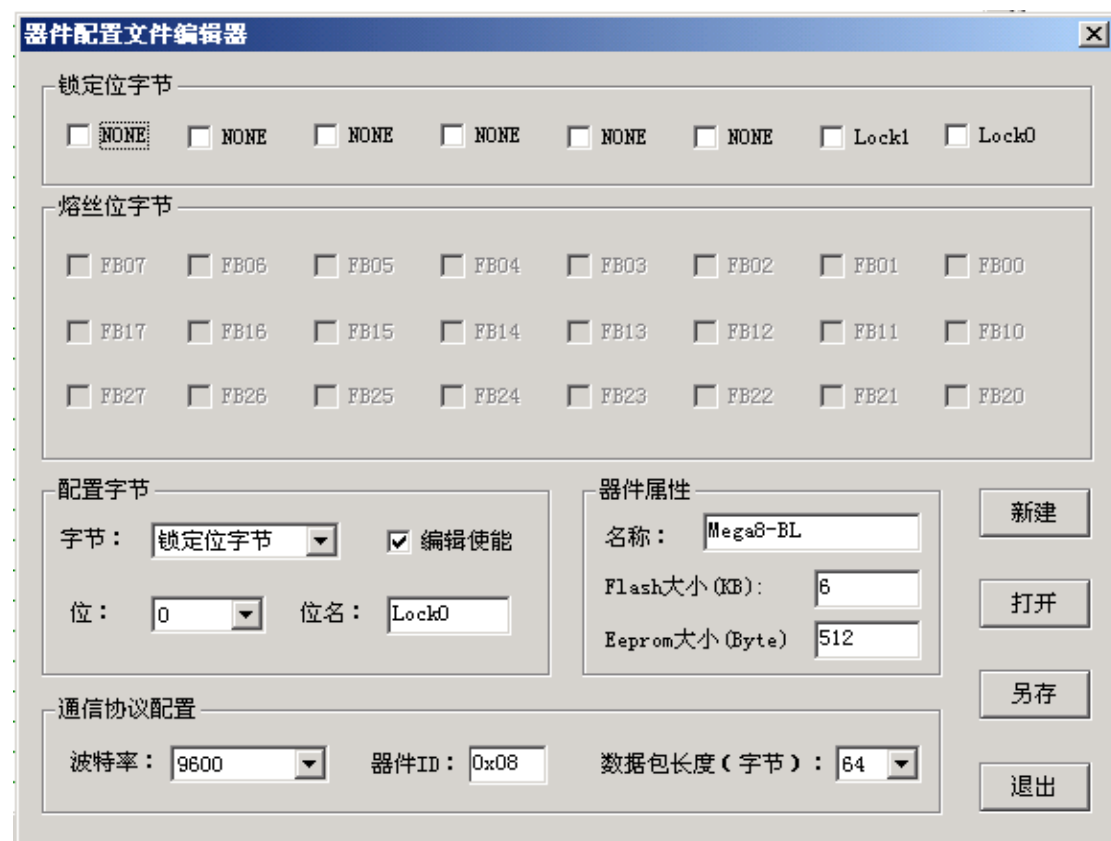 器件配置文件编辑器
锁定位字节
NONE NONE NONE NONE NONE NONE Lock1 Lock0
熔丝位字节
FB07 FB06 FB05 FB04 FB03 FB02 FB01 FB00
FB17 FB16 FB15 FB14 FB13 FB12 FB11 FB10
FB27 FB26 FB25 FB24 FB23 FB22 FB21 FB20
配置字节
字节： 锁定位字节 编辑使能
位： 0 位名： Lock0
器件属性
名称： Mega8-BL
Flash大小(KB): 6
Eeprom大小(Byte) 512
通信协议配置
波特率： 9600 器件ID： 0x08 数据包长度(字节)： 64
新建
打开
另存
退出